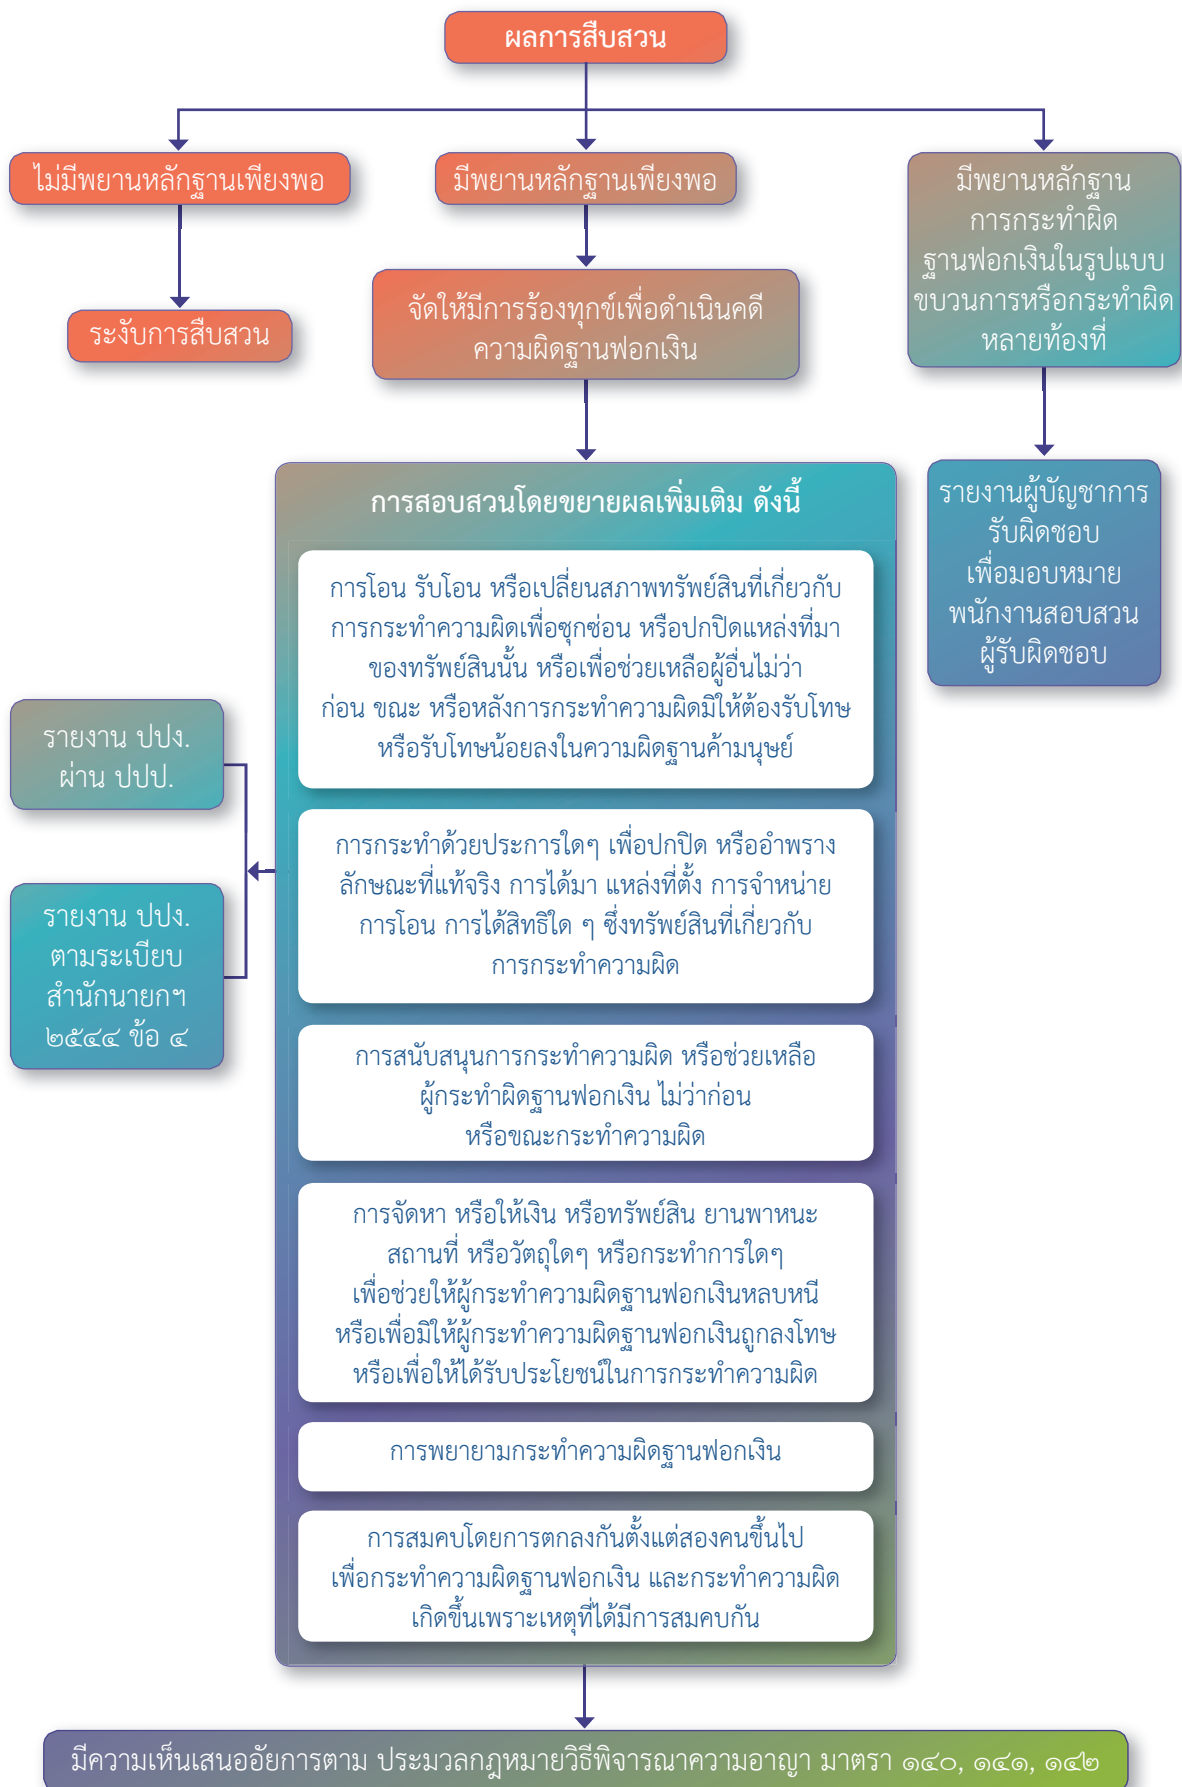 ผลการสืบสวน
ไม่มีพยานหลักฐานเพียงพอ
มีพยานหลักฐานเพียงพอ
มีพยานหลักฐาน
การกระทำผิด
ฐานฟอกเงินในรูปแบบ
ขบวนการหรือกระทำผิด
หลายท้องที่
ระงับการสืบสวน
จัดให้มีการร้องทุกข์เพื่อดำเนินคดี
ความผิดฐานฟอกเงิน
รายงานผู้บัญชาการ
รับผิดชอบ
เพื่อมอบหมาย
พนักงานสอบสวน
ผู้รับผิดชอบ
การสอบสวนโดยขยายผลเพิ่มเติม ดังนี้
การโอน รับโอน หรือเปลี่ยนสภาพทรัพย์สินที่เกี่ยวกับ
การกระทำความผิดเพื่อซุกซ่อน หรือปกปิดแหล่งที่มา
ของทรัพย์สินนั้น หรือเพื่อช่วยเหลือผู้อื่นไม่ว่า
ก่อน ขณะ หรือหลังการกระทำความผิดมิให้ต้องรับโทษ
หรือรับโทษน้อยลงในความผิดฐานค้ามนุษย์
รายงาน ปปง.
ผ่าน ปปป.
รายงาน ปปง.
ตามระเบียบ
สำนักนายกฯ
๒๕๔๔ ข้อ ๔
การกระทำด้วยประการใดๆ เพื่อปกปิด หรืออำพราง
ลักษณะที่แท้จริง การได้มา แหล่งที่ตั้ง การจำหน่าย
การโอน การได้สิทธิใด ๆ ซึ่งทรัพย์สินที่เกี่ยวกับ
การกระทำความผิด
การสนับสนุนการกระทำความผิด หรือช่วยเหลือ
ผู้กระทำผิดฐานฟอกเงิน ไม่ว่าก่อน
หรือขณะกระทำความผิด
การจัดหา หรือให้เงิน หรือทรัพย์สิน ยานพาหนะ
สถานที่ หรือวัตถุใดๆ หรือกระทำการใดๆ
เพื่อช่วยให้ผู้กระทำความผิดฐานฟอกเงินหลบหนี
หรือเพื่อมิให้ผู้กระทำความผิดฐานฟอกเงินถูกลงโทษ
หรือเพื่อให้ได้รับประโยชน์ในการกระทำความผิด
การพยายามกระทำความผิดฐานฟอกเงิน
การสมคบโดยการตกลงกันตั้งแต่สองคนขึ้นไป
เพื่อกระทำความผิดฐานฟอกเงิน และกระทำความผิด
เกิดขึ้นเพราะเหตุที่ได้มีการสมคบกัน
มีความเห็นเสนออัยการตาม ประมวลกฎหมายวิธีพิจารณาความอาญา มาตรา ๑๔๐, ๑๔๑, ๑๔๒